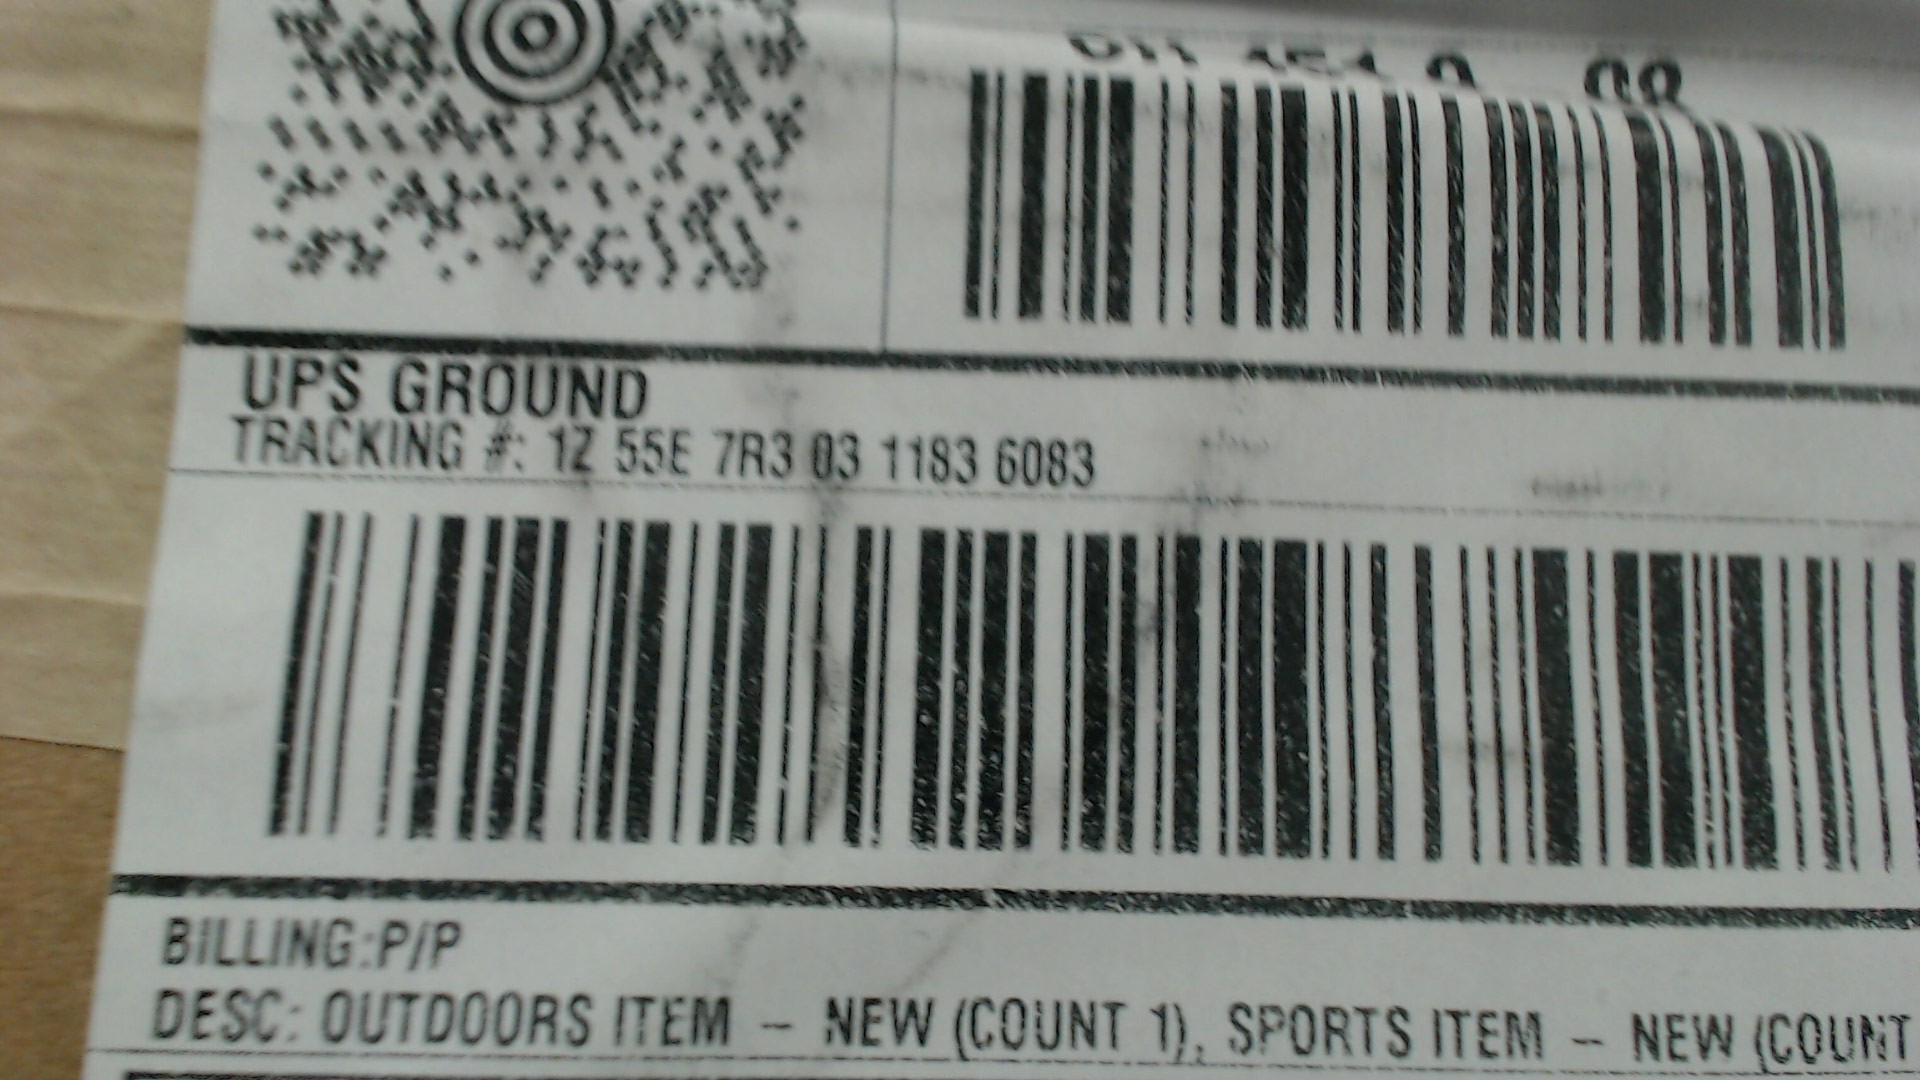 UPS GROUND
TRACKING #: 1Z 55E 7R3 03 1183 6083
BILLING:P/P
DESC: OUTDOORS ITEM – NEW (COUNT 1), SPORTS ITEM – NEW (COUNT